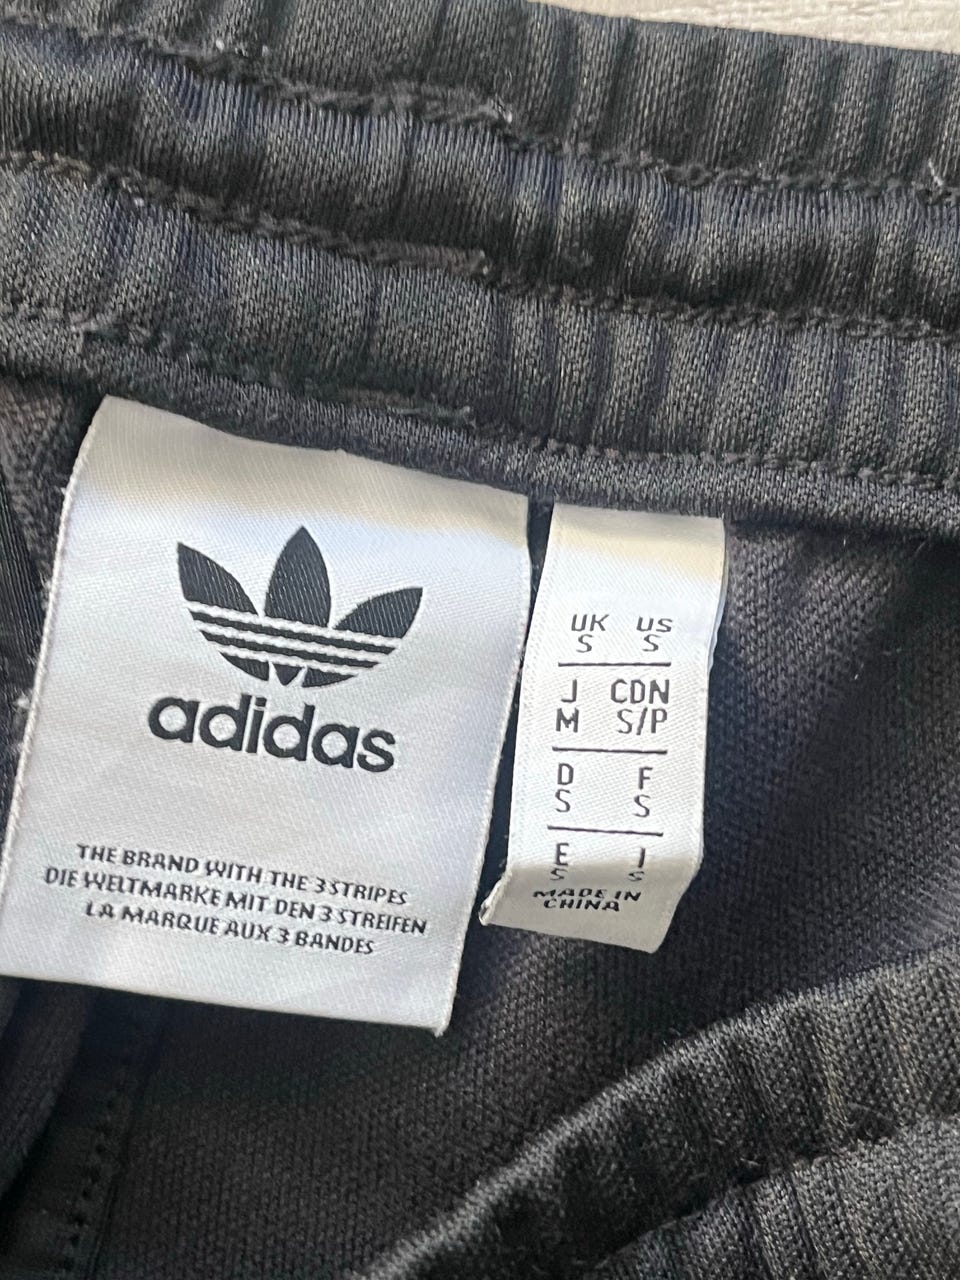 adidas
THE BRAND WITH THE 3 STRIPES
DIE WELTMARKE MIT DEN 3 STREIFEN
LA MARQUE AUX 3 BANDES
UK US
S S
J CDN
M S/P
D F
S S
E I
S S
MADE IN
CHINA